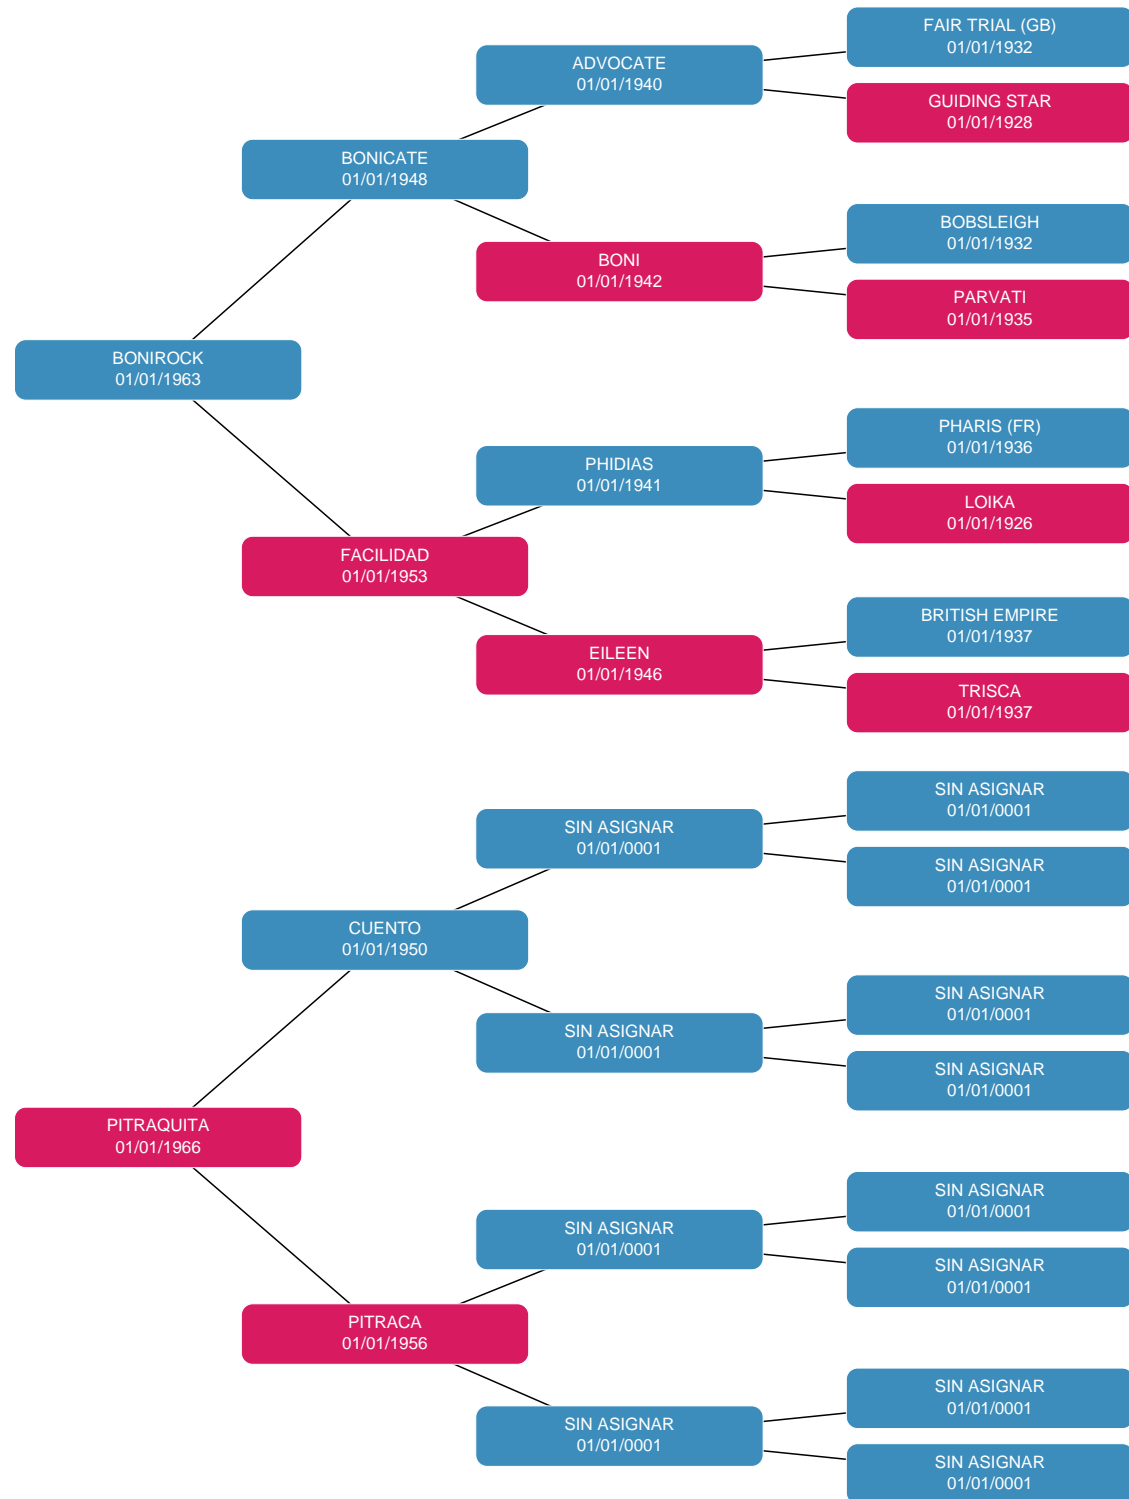 FAIR TRIAL (GB)
01/01/1932
ADVOCATE
01/01/1940
GUIDING STAR
01/01/1928
BONICATE
01/01/1948
BOBSLEIGH
01/01/1932
BONI
01/01/1942
PARVATI
01/01/1935
BONIROCK
01/01/1963
PHARIS (FR)
01/01/1936
PHIDIAS
01/01/1941
LOIKA
01/01/1926
FACILIDAD
01/01/1953
BRITISH EMPIRE
01/01/1937
EILEEN
01/01/1946
TRISCA
01/01/1937
SIN ASIGNAR
01/01/0001
SIN ASIGNAR
01/01/0001
SIN ASIGNAR
01/01/0001
CUENTO
01/01/1950
SIN ASIGNAR
01/01/0001
SIN ASIGNAR
01/01/0001
SIN ASIGNAR
01/01/0001
PITRAQUITA
01/01/1966
SIN ASIGNAR
01/01/0001
SIN ASIGNAR
01/01/0001
SIN ASIGNAR
01/01/0001
PITRACA
01/01/1956
SIN ASIGNAR
01/01/0001
SIN ASIGNAR
01/01/0001
SIN ASIGNAR
01/01/0001